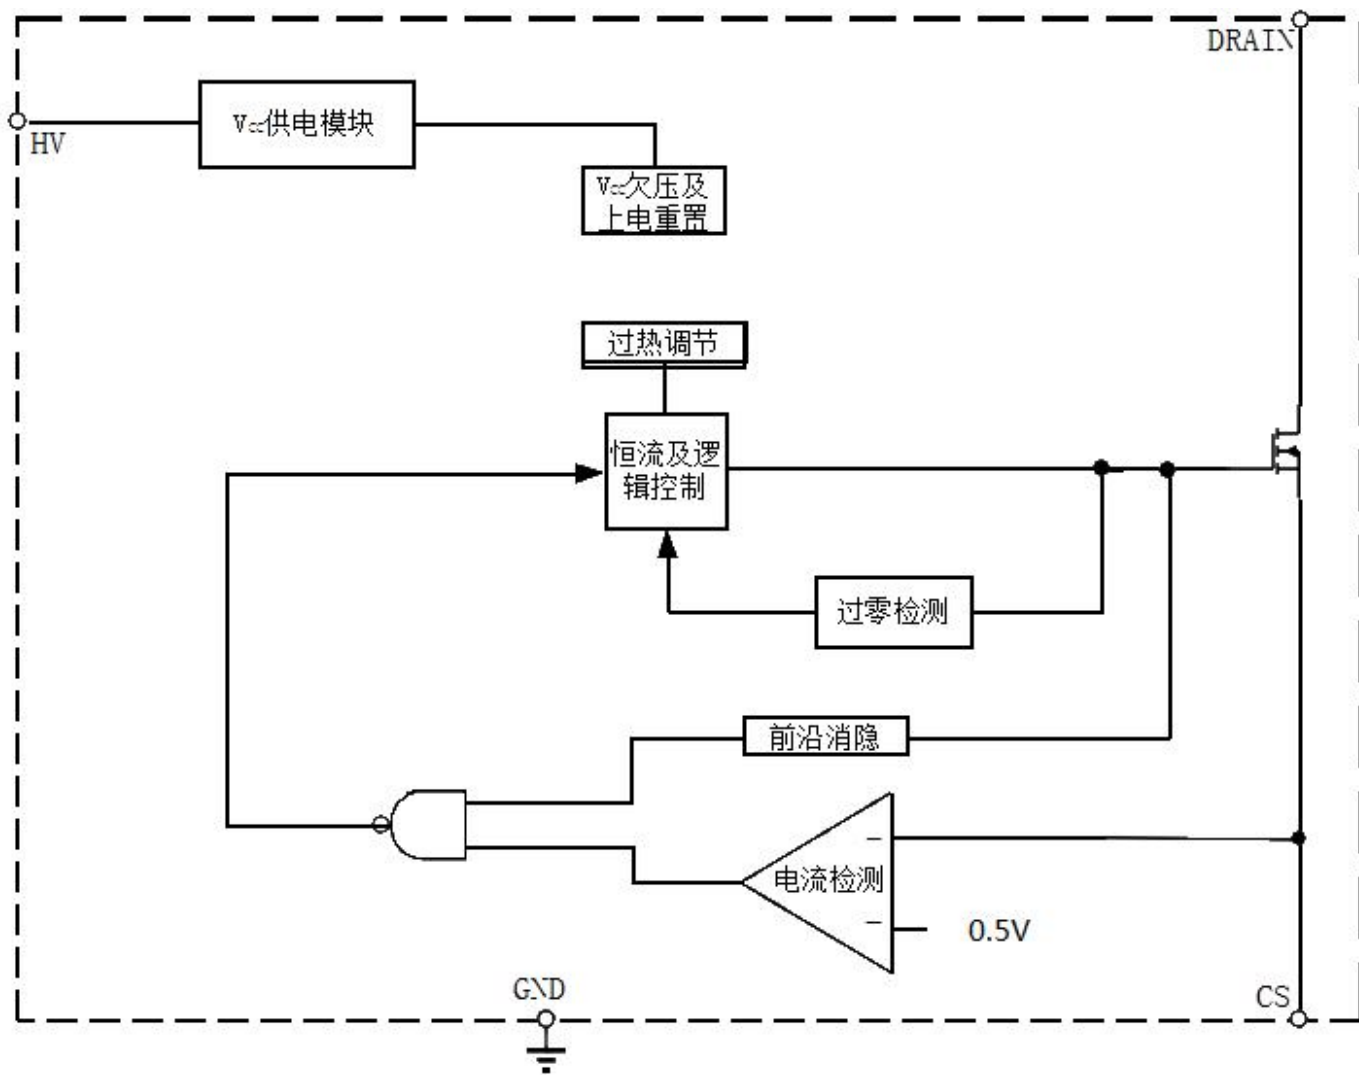 DRAIN
HV
Vcc供电模块
Vcc欠压及
上电重置
过热调节
恒流及逻
辑控制
过零检测
前沿消隐
电流检测
0.5V
GND
CS